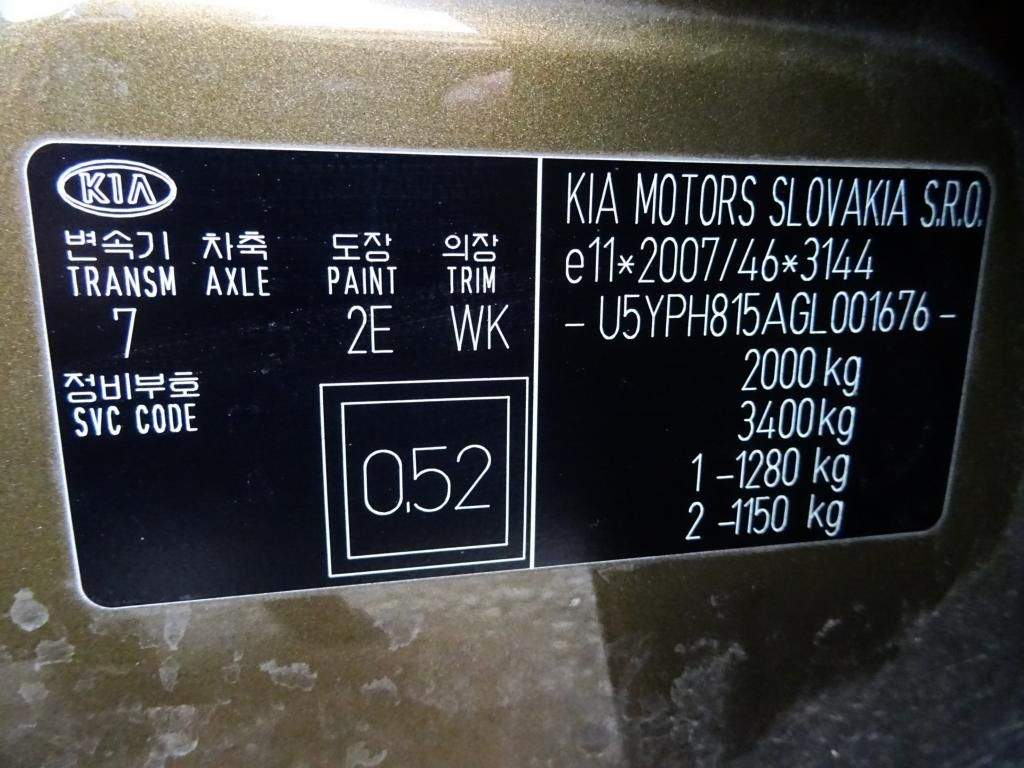 KIA
변속기 차축 도장 의장
TRANSM AXLE PAINT TRIM
7 2E WK
정비부호
SVC CODE
0.52
KIA MOTORS SLOVAKIA S.R.O.
e11*2007/46*3144
- U5YPH815AGL001676 -
2000 kg
3400 kg
1 -1280 kg
2 -1150 kg